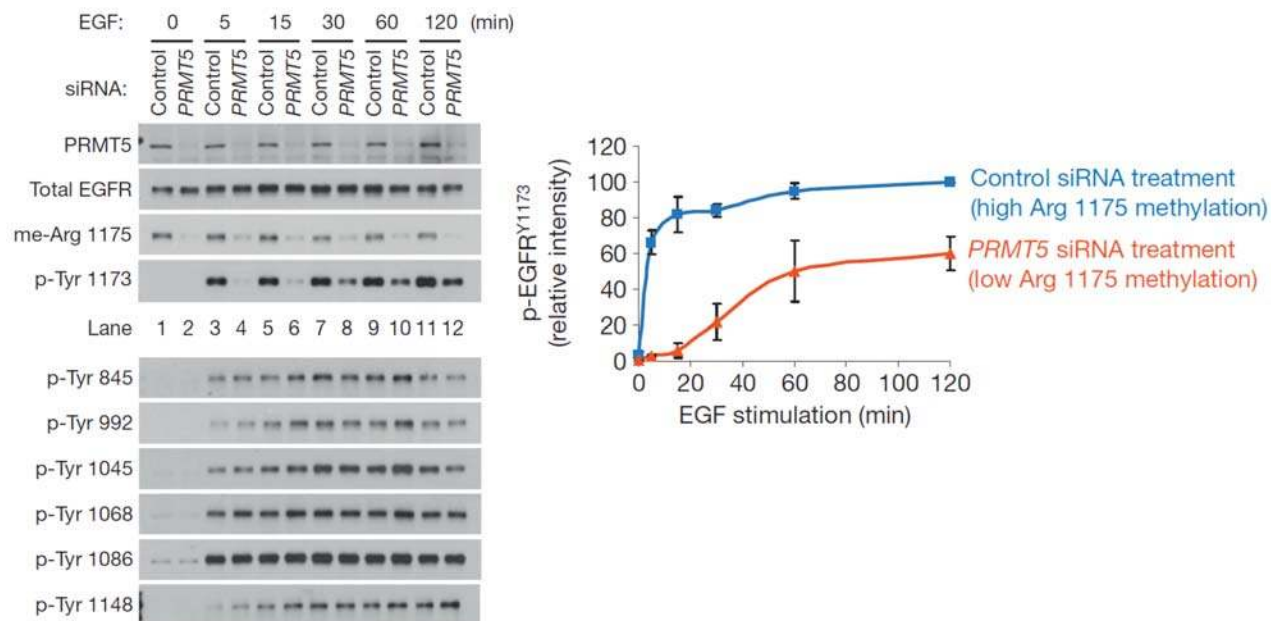 EGF: 0 5 15 30 60 120 (min)
siRNA: Control PRMT5 Control PRMT5 Control PRMT5 Control PRMT5 Control PRMT5 Control PRMT5
PRMT5
Total EGFR
me-Arg 1175
p-Tyr 1173
Lane 1 2 3 4 5 6 7 8 9 10 11 12
p-Tyr 845
p-Tyr 992
p-Tyr 1045
p-Tyr 1068
p-Tyr 1086
p-Tyr 1148
p-EGFR^Y1173
(relative intensity)
120
100
80
60
40
20
0
0 20 40 60 80 100 120
EGF stimulation (min)
Control siRNA treatment
(high Arg 1175 methylation)
PRMT5 siRNA treatment
(low Arg 1175 methylation)